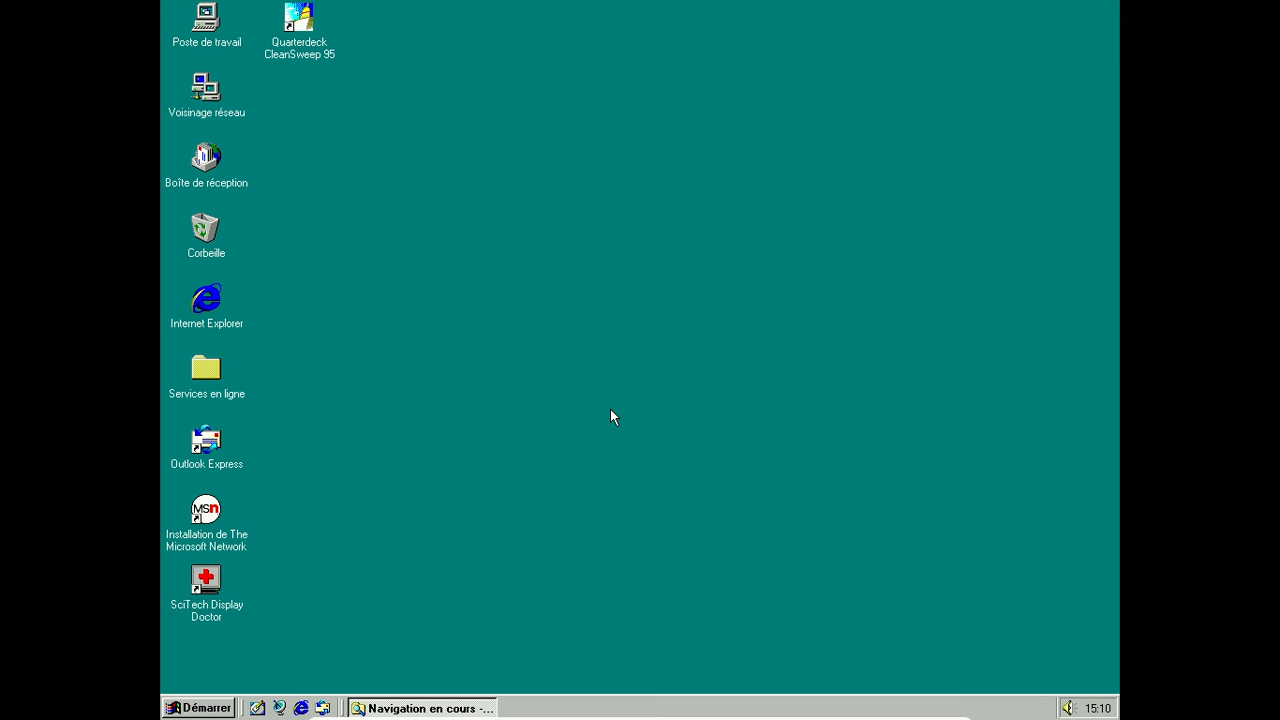 Poste de travail
Quarterdeck
CleanSweep 95
Voisinage réseau
Boîte de réception
Corbeille
Internet Explorer
Services en ligne
Outlook Express
MSn
Installation de The
Microsoft Network
SciTech Display
Doctor
Démarrer
Navigation en cours -...
15:10